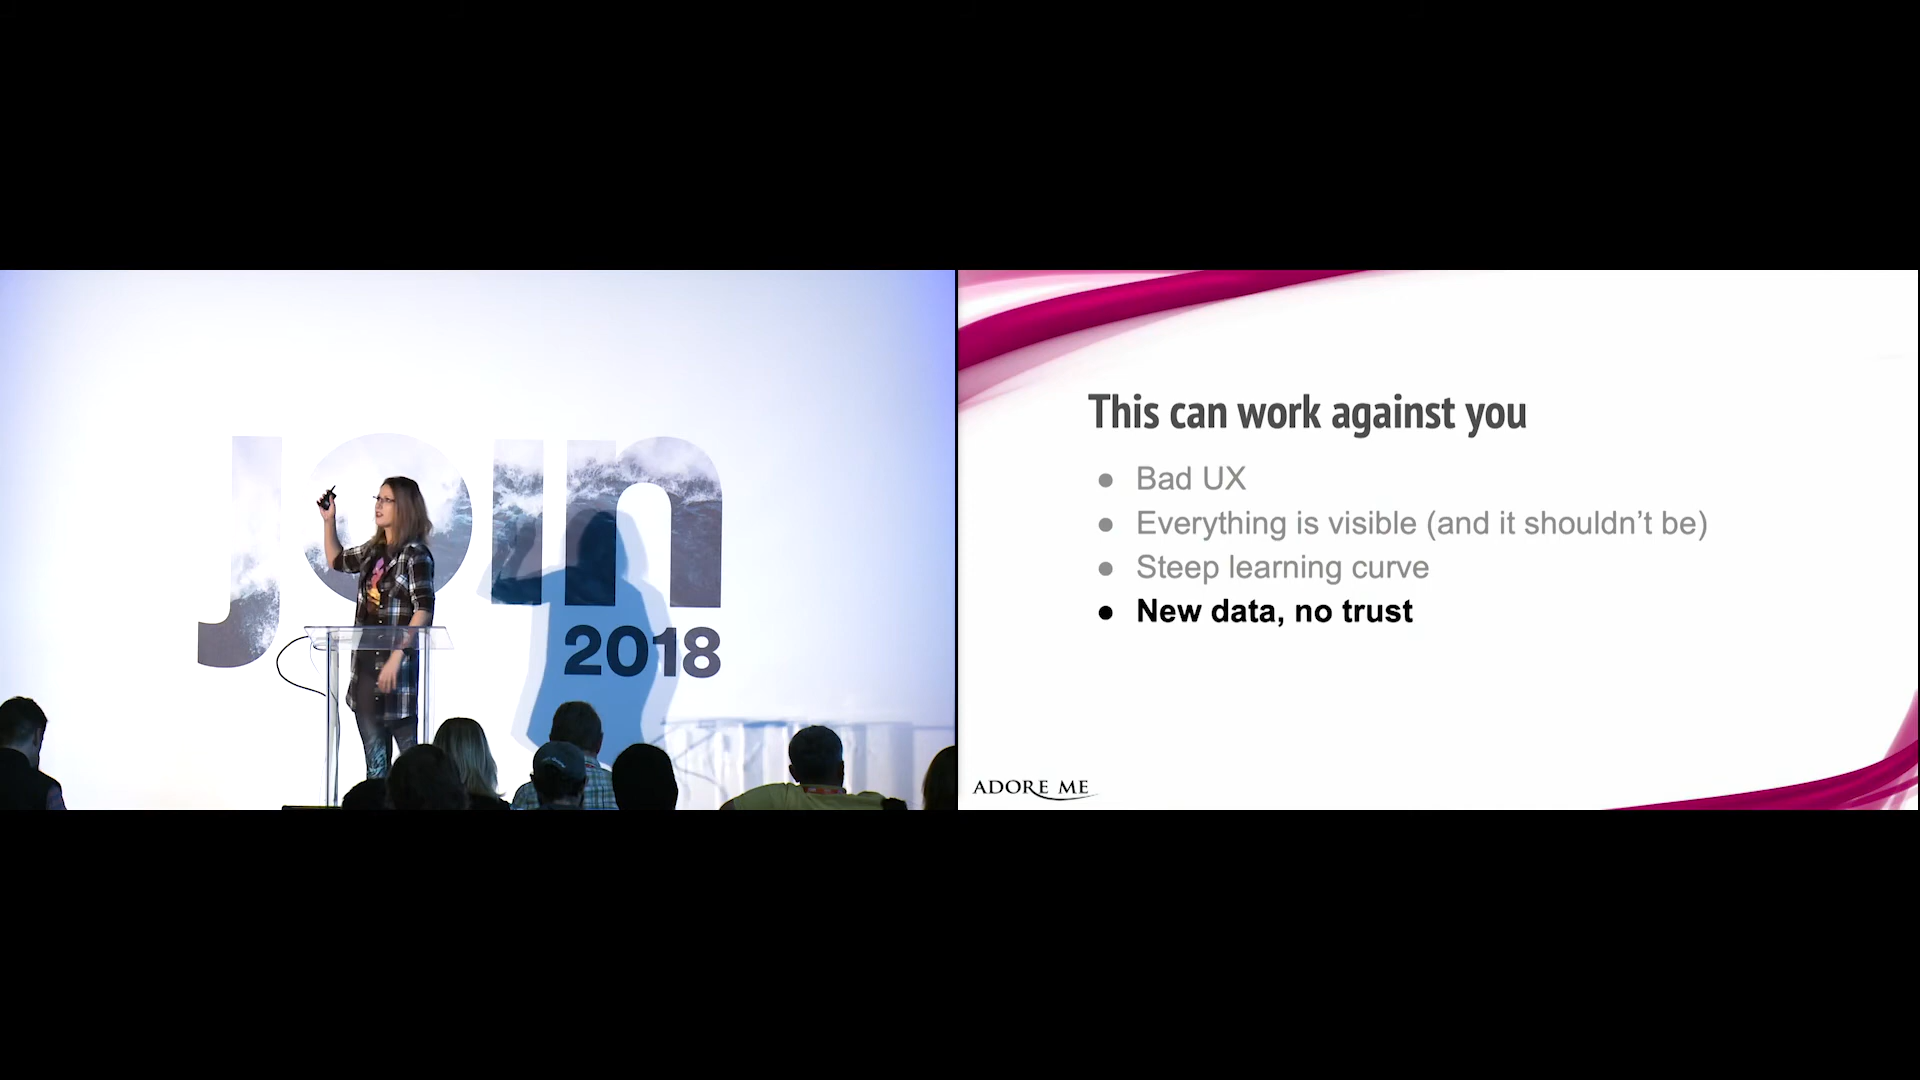 join
2018
This can work against you
● Bad UX
● Everything is visible (and it shouldn’t be)
● Steep learning curve
● New data, no trust
ADORE ME